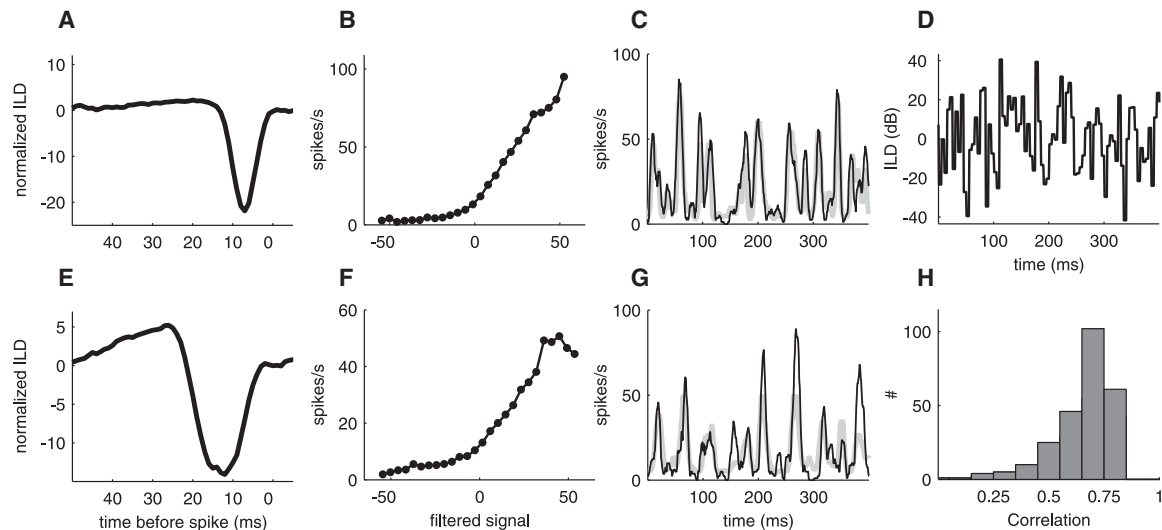 A
B
C
D
normalized ILD
10
0
-10
-20
40
30
20
10
0
spikes/s
100
50
0
-50
0
50
spikes/s
100
50
0
100
200
300
time (ms)
ILD (dB)
40
20
0
-20
-40
100
200
300
time (ms)
E
F
G
H
normalized ILD
5
0
-5
-10
40
30
20
10
0
time before spike (ms)
spikes/s
60
40
20
0
-50
0
50
filtered signal
spikes/s
100
50
0
100
200
300
time (ms)
#
100
50
0
0.25
0.5
0.75
1
Correlation